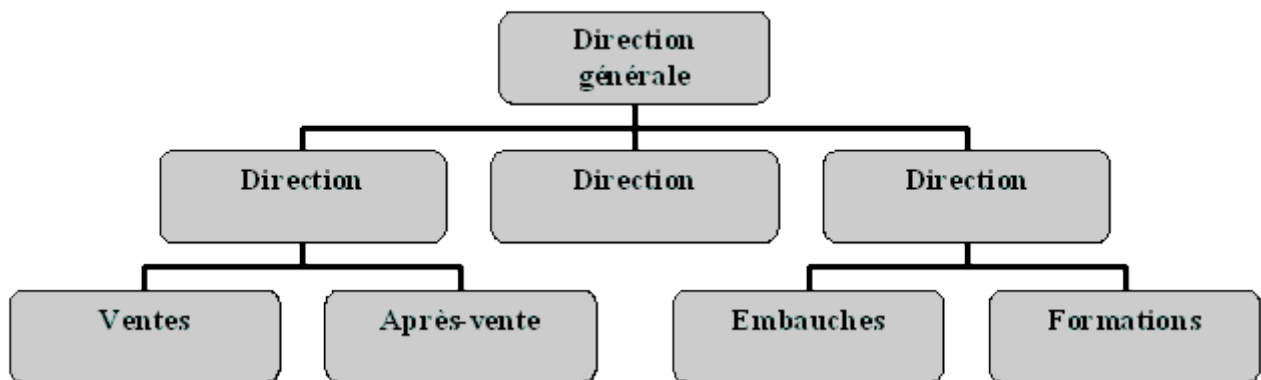 Direction
générale
Direction
Direction
Direction
Ventes
Après-vente
Embauches
Formations